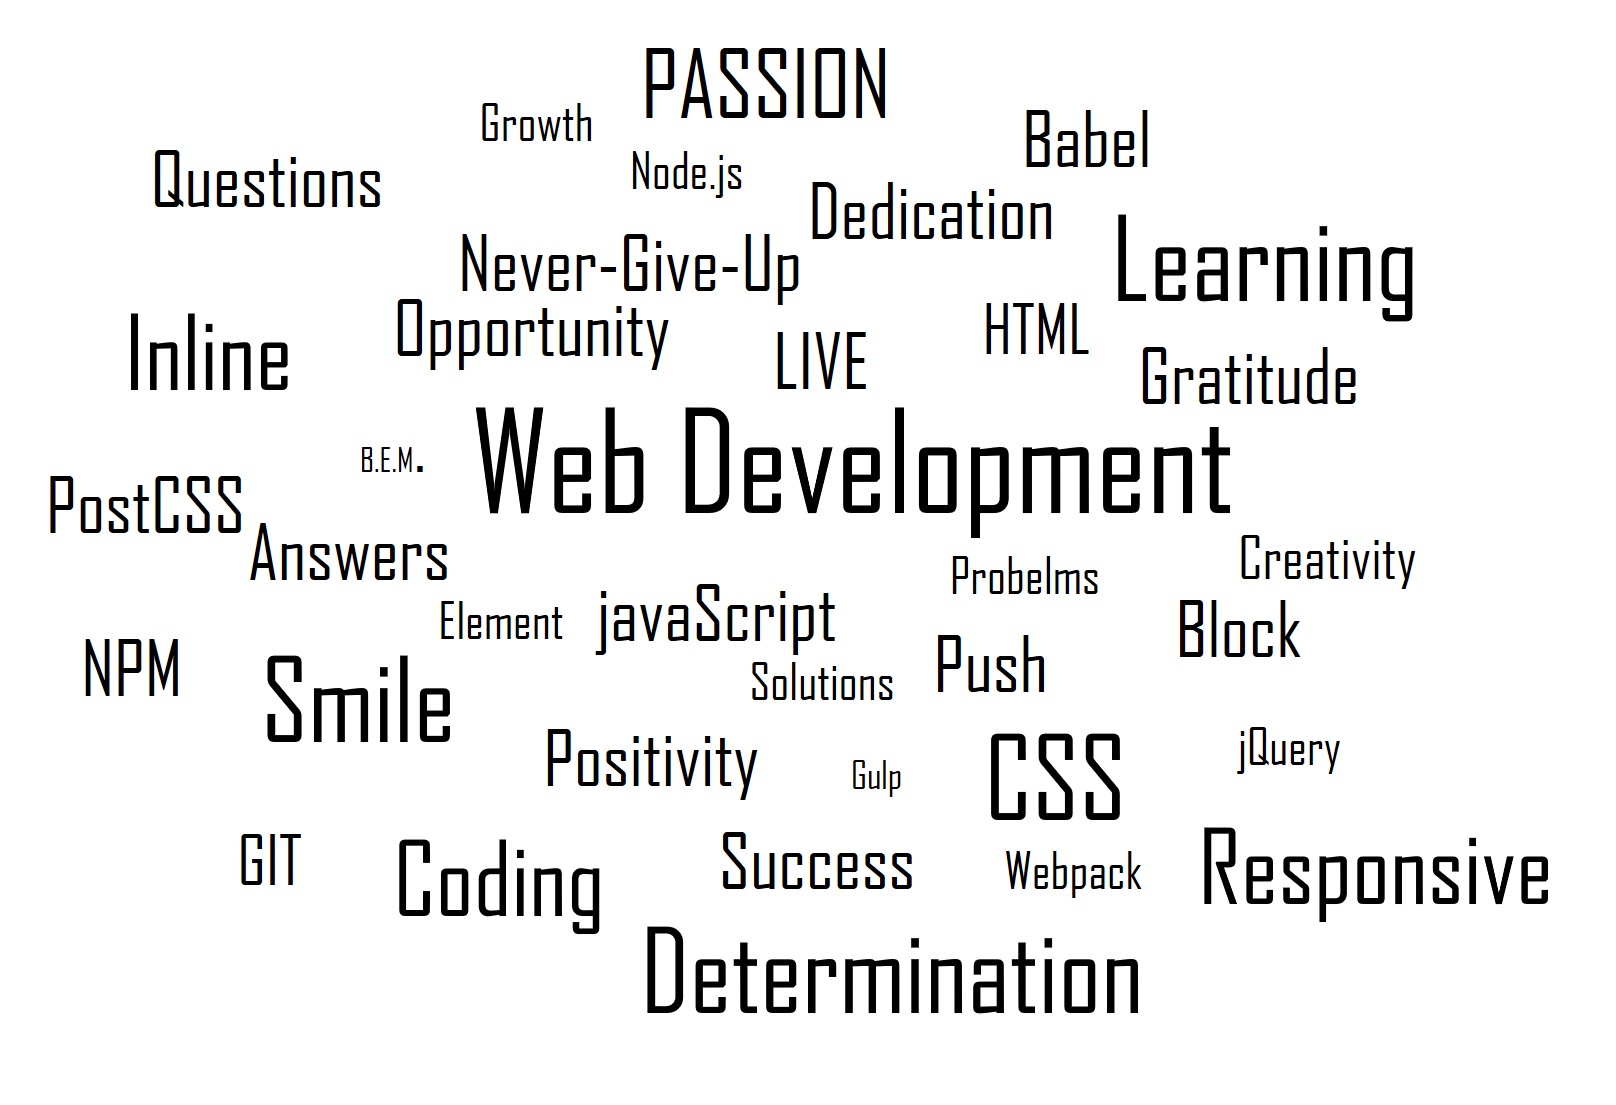 PASSION
Growth
Babel
Node.js
Questions
Dedication
Learning
Never-Give-Up
Opportunity
HTML
Inline
LIVE
Gratitude
Web Development
B.E.M.
PostCSS
Answers
Creativity
Probelms
Element
javaScript
Block
NPM
Push
Smile
Solutions
Positivity
jQuery
Gulp
CSS
GIT
Coding
Success
Webpack
Responsive
Determination